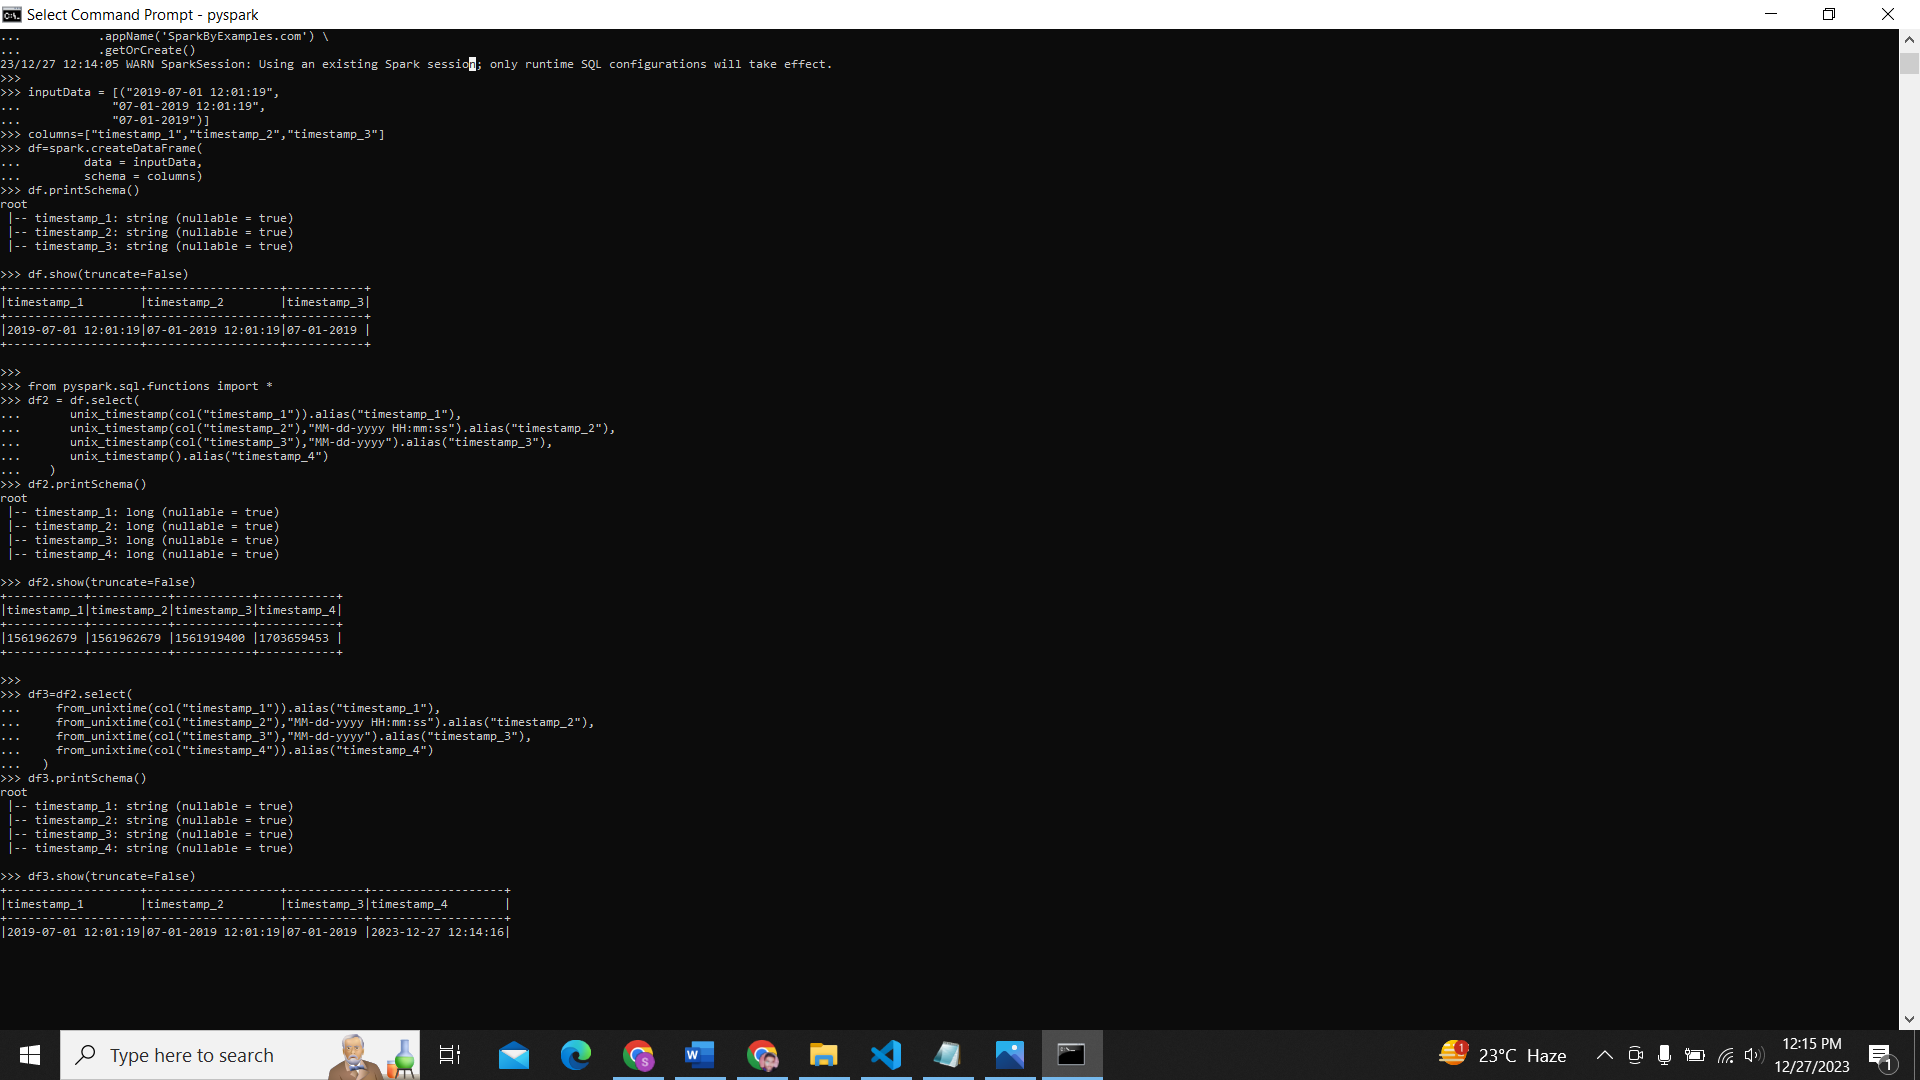 Select Command Prompt - pyspark
...           .appName('SparkByExamples.com') \
...           .getOrCreate()
23/12/27 12:14:05 WARN SparkSession: Using an existing Spark session; only runtime SQL configurations will take effect.
>>>
>>> inputData = [("2019-07-01 12:01:19",
...             "07-01-2019 12:01:19",
...             "07-01-2019")]
>>> columns=["timestamp_1","timestamp_2","timestamp_3"]
>>> df=spark.createDataFrame(
...         data = inputData,
...         schema = columns)
>>> df.printSchema()
root
 |-- timestamp_1: string (nullable = true)
 |-- timestamp_2: string (nullable = true)
 |-- timestamp_3: string (nullable = true)
>>> df.show(truncate=False)
+-------------------+-------------------+-----------+
|timestamp_1        |timestamp_2        |timestamp_3|
+-------------------+-------------------+-----------+
|2019-07-01 12:01:19|07-01-2019 12:01:19|07-01-2019 |
+-------------------+-------------------+-----------+
>>>
>>> from pyspark.sql.functions import *
>>> df2 = df.select(
...       unix_timestamp(col("timestamp_1")).alias("timestamp_1"),
...       unix_timestamp(col("timestamp_2"),"MM-dd-yyyy HH:mm:ss").alias("timestamp_2"),
...       unix_timestamp(col("timestamp_3"),"MM-dd-yyyy").alias("timestamp_3"),
...       unix_timestamp().alias("timestamp_4")
...    )
>>> df2.printSchema()
root
 |-- timestamp_1: long (nullable = true)
 |-- timestamp_2: long (nullable = true)
 |-- timestamp_3: long (nullable = true)
 |-- timestamp_4: long (nullable = true)
>>> df2.show(truncate=False)
+-----------+-----------+-----------+-----------+
|timestamp_1|timestamp_2|timestamp_3|timestamp_4|
+-----------+-----------+-----------+-----------+
|1561962679 |1561962679 |1561919400 |1703659453 |
+-----------+-----------+-----------+-----------+
>>>
>>> df3=df2.select(
...     from_unixtime(col("timestamp_1")).alias("timestamp_1"),
...     from_unixtime(col("timestamp_2"),"MM-dd-yyyy HH:mm:ss").alias("timestamp_2"),
...     from_unixtime(col("timestamp_3"),"MM-dd-yyyy").alias("timestamp_3"),
...     from_unixtime(col("timestamp_4")).alias("timestamp_4")
...   )
>>> df3.printSchema()
root
 |-- timestamp_1: string (nullable = true)
 |-- timestamp_2: string (nullable = true)
 |-- timestamp_3: string (nullable = true)
 |-- timestamp_4: string (nullable = true)
>>> df3.show(truncate=False)
+-------------------+-------------------+-----------+-------------------+
|timestamp_1        |timestamp_2        |timestamp_3|timestamp_4        |
+-------------------+-------------------+-----------+-------------------+
|2019-07-01 12:01:19|07-01-2019 12:01:19|07-01-2019 |2023-12-27 12:14:16|
Type here to search
1
23°C Haze
12:15 PM
12/27/2023
1